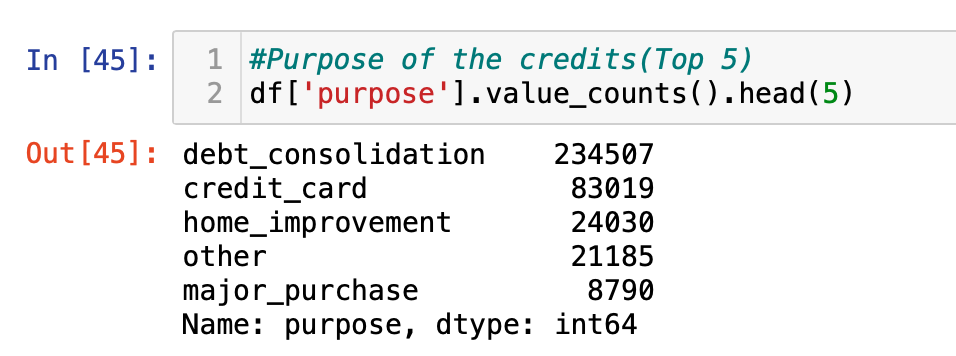 In [45]: 1 #Purpose of the credits(Top 5)
2 df['purpose'].value_counts().head(5)
Out[45]: debt_consolidation    234507
credit_card            83019
home_improvement       24030
other                  21185
major_purchase          8790
Name: purpose, dtype: int64